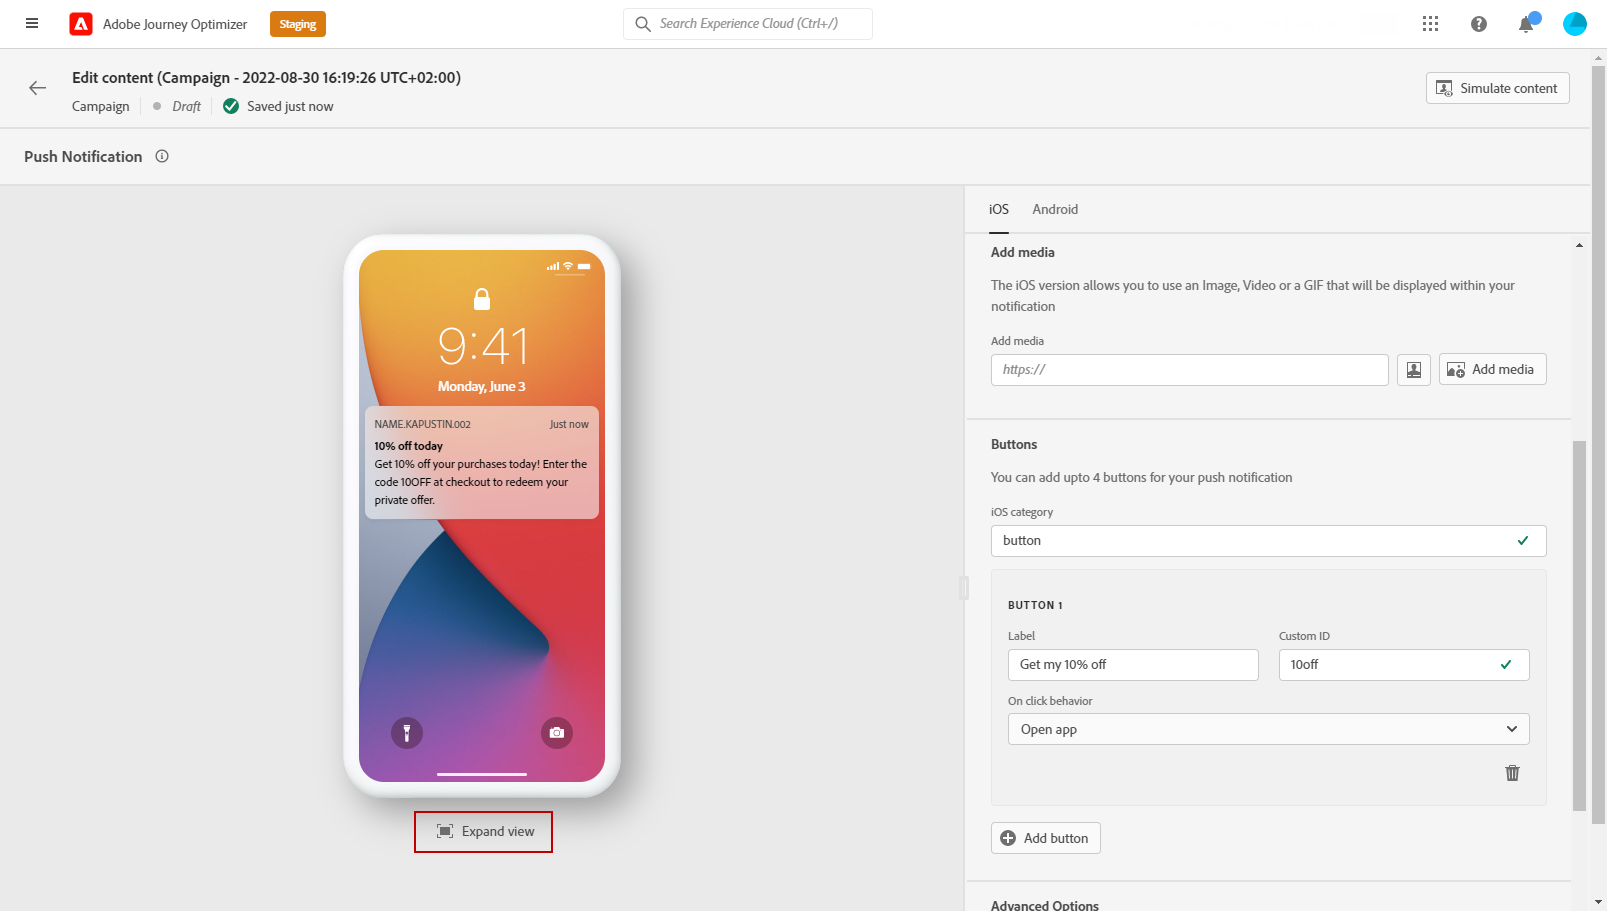 Adobe Journey Optimizer
Staging
Search Experience Cloud (Ctrl+/)
Edit content (Campaign - 2022-08-30 16:19:26 UTC+02:00)
Campaign
Draft
Saved just now
Simulate content
Push Notification
iOS
Android
9:41
Monday, June 3
NAME.KAPUSTIN.002
Just now
10% off today
Get 10% off your purchases today! Enter the
code 10OFF at checkout to redeem your
private offer.
Expand view
Add media
The iOS version allows you to use an Image, Video or a GIF that will be displayed within your
notification
Add media
https://
Add media
Buttons
You can add upto 4 buttons for your push notification
iOS category
button
BUTTON 1
Label
Custom ID
Get my 10% off
10off
On click behavior
Open app
Add button
Advanced Options